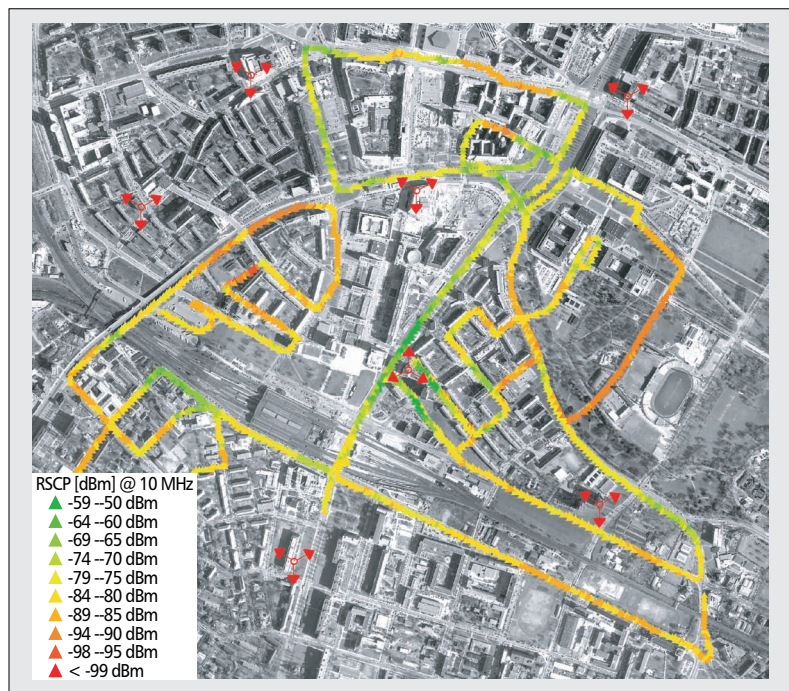 RSCP [dBm] @ 10 MHz
-59 --50 dBm
-64 --60 dBm
-69 --65 dBm
-74 --70 dBm
-79 --75 dBm
-84 --80 dBm
-89 --85 dBm
-94 --90 dBm
-98 --95 dBm
< -99 dBm